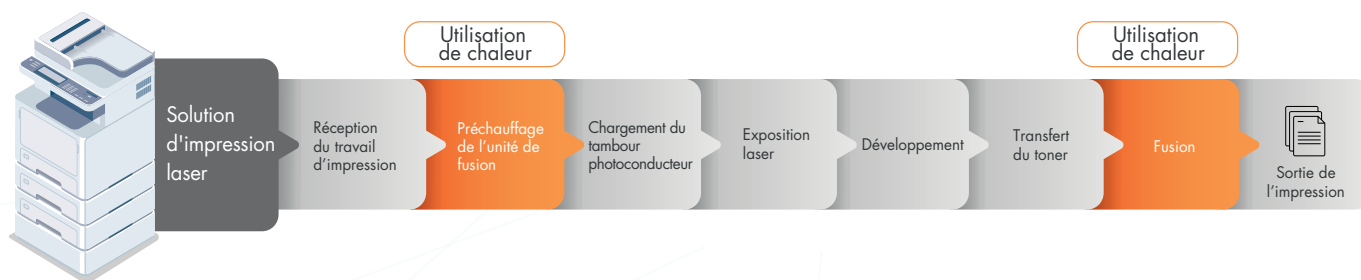 Utilisation
de chaleur
Utilisation
de chaleur
Solution
d'impression
laser
Réception
du travail
d’impression
Préchauffage
de l’unité de
fusion
Chargement du
tambour
photoconducteur
Exposition
laser
Développement
Transfert
du toner
Fusion
Sortie de
l’impression